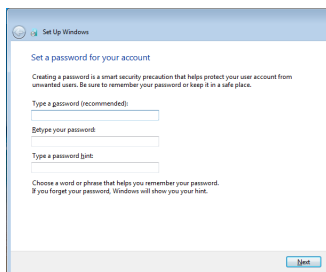 Set Up Windows
Set a password for your account
Creating a password is a smart security precaution that helps protect your user account from
unwanted users. Be sure to remember your password or keep it in a safe place.
Type a password (recommended):
Retype your password:
Type a password hint:
Choose a word or phrase that helps you remember your password.
If you forget your password, Windows will show you your hint.
Next